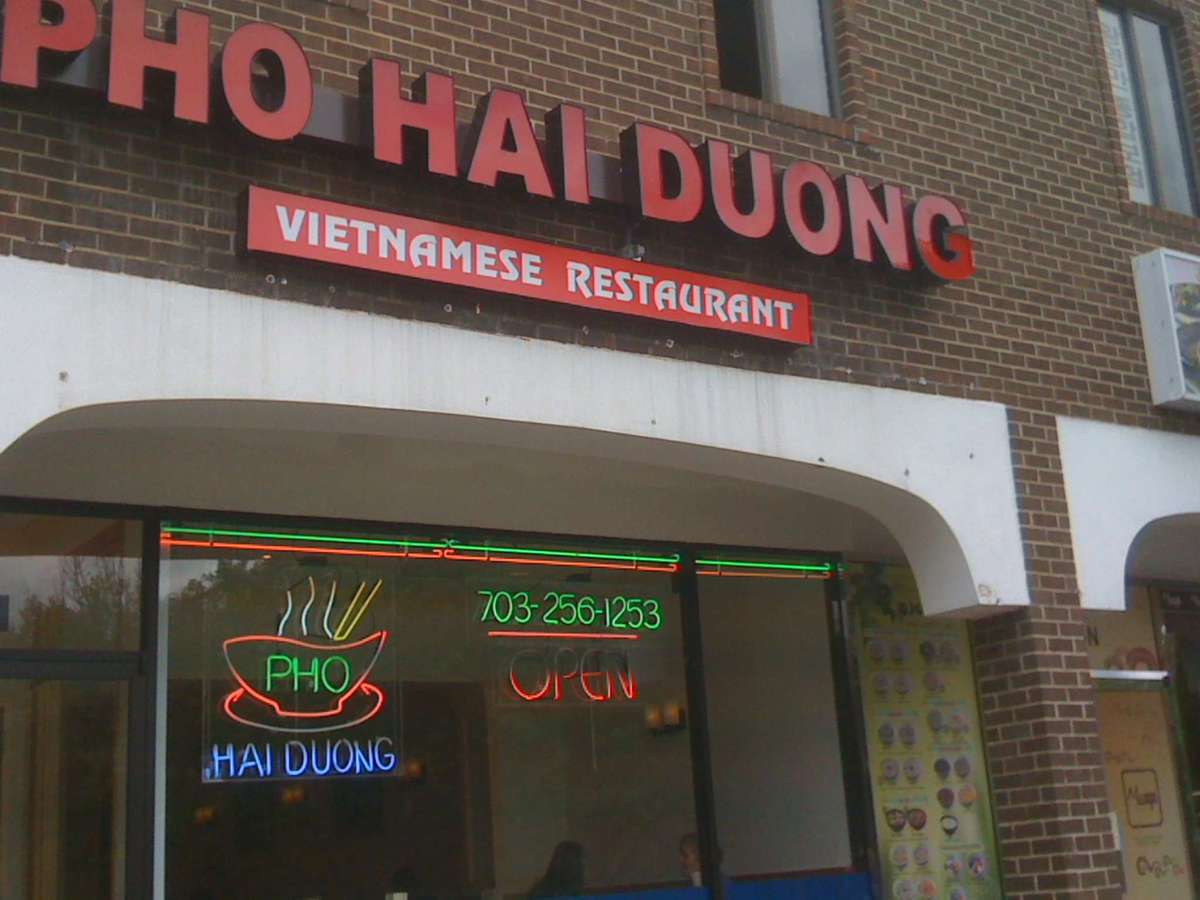 PHO HAI DUONG
VIETNAMESE RESTAURANT
703-256-1253
OPEN
PHO
HAI DUONG